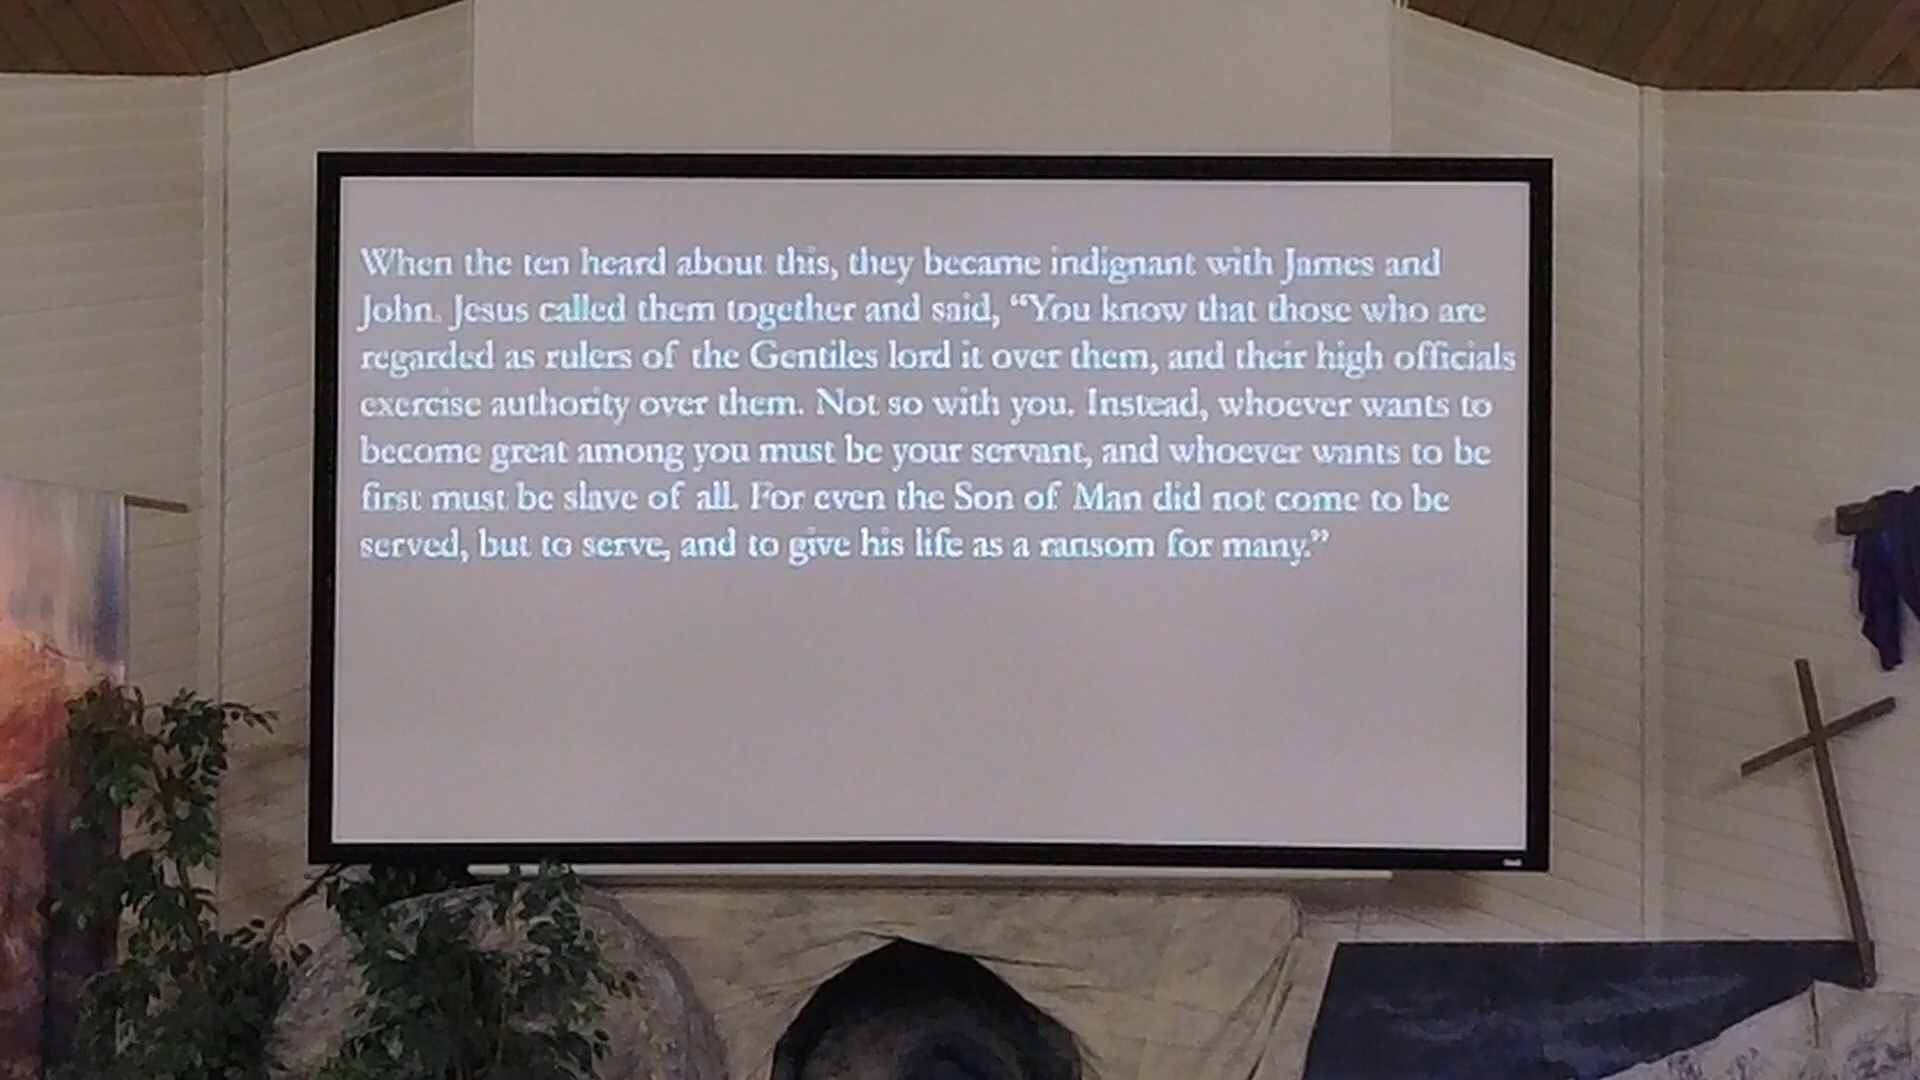 When the ten heard about this, they became indignant with James and
John. Jesus called them together and said, “You know that those who are
regarded as rulers of the Gentiles lord it over them, and their high officials
exercise authority over them. Not so with you. Instead, whoever wants to
become great among you must be your servant, and whoever wants to be
first must be slave of all. For even the Son of Man did not come to be
served, but to serve, and to give his life as a ransom for many.”